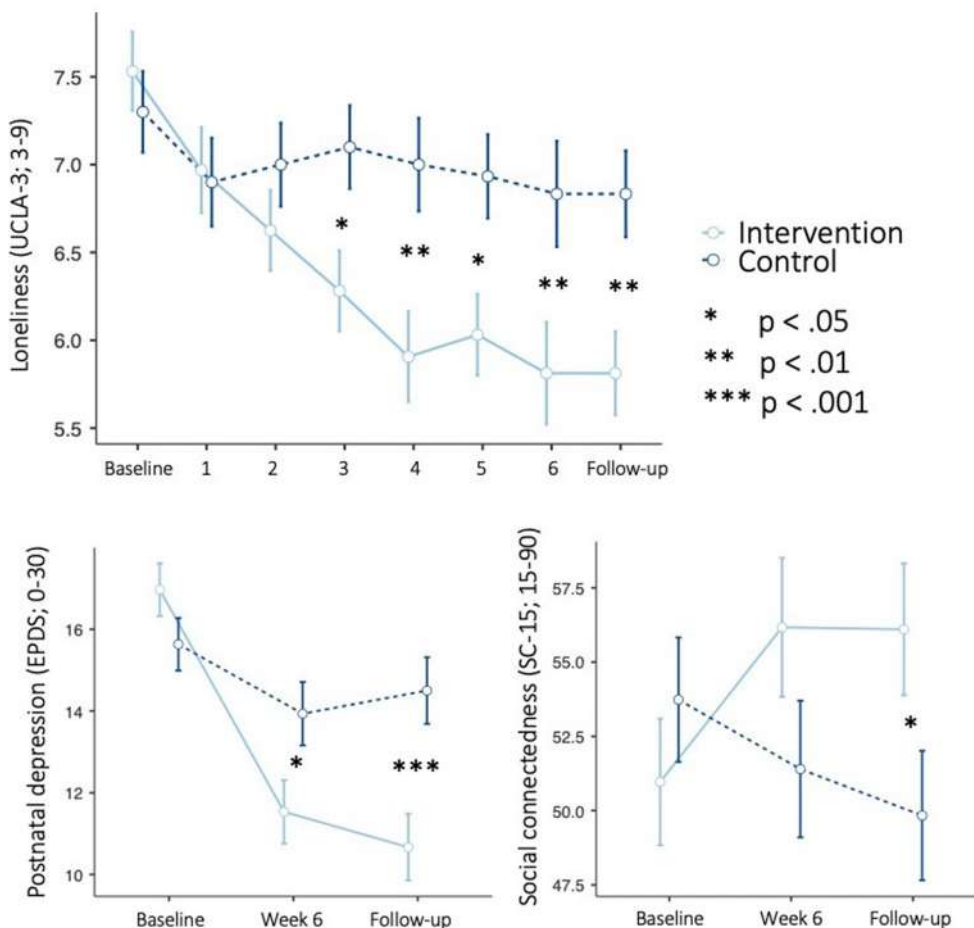 Loneliness (UCLA-3; 3-9)
7.5
7.0
6.5
6.0
5.5
* ** * ** **
Baseline 1 2 3 4 5 6 Follow-up
Intervention
Control
* p < .05
** p < .01
*** p < .001
Postnatal depression (EPDS; 0-30)
16
14
12
10
* ***
Baseline Week 6 Follow-up
Social connectedness (SC-15; 15-90)
57.5
55.0
52.5
50.0
47.5
*
Baseline Week 6 Follow-up